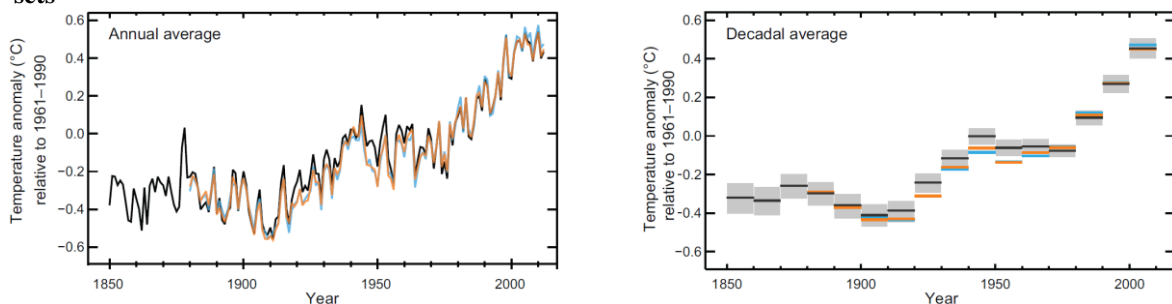 sets
Annual average
Temperature anomaly (°C)
relative to 1961–1990
0.6
0.4
0.2
0.0
−0.2
−0.4
−0.6
1850
1900
1950
2000
Year
Decadal average
Temperature anomaly (°C)
relative to 1961–1990
0.6
0.4
0.2
0.0
−0.2
−0.4
−0.6
1850
1900
1950
2000
Year